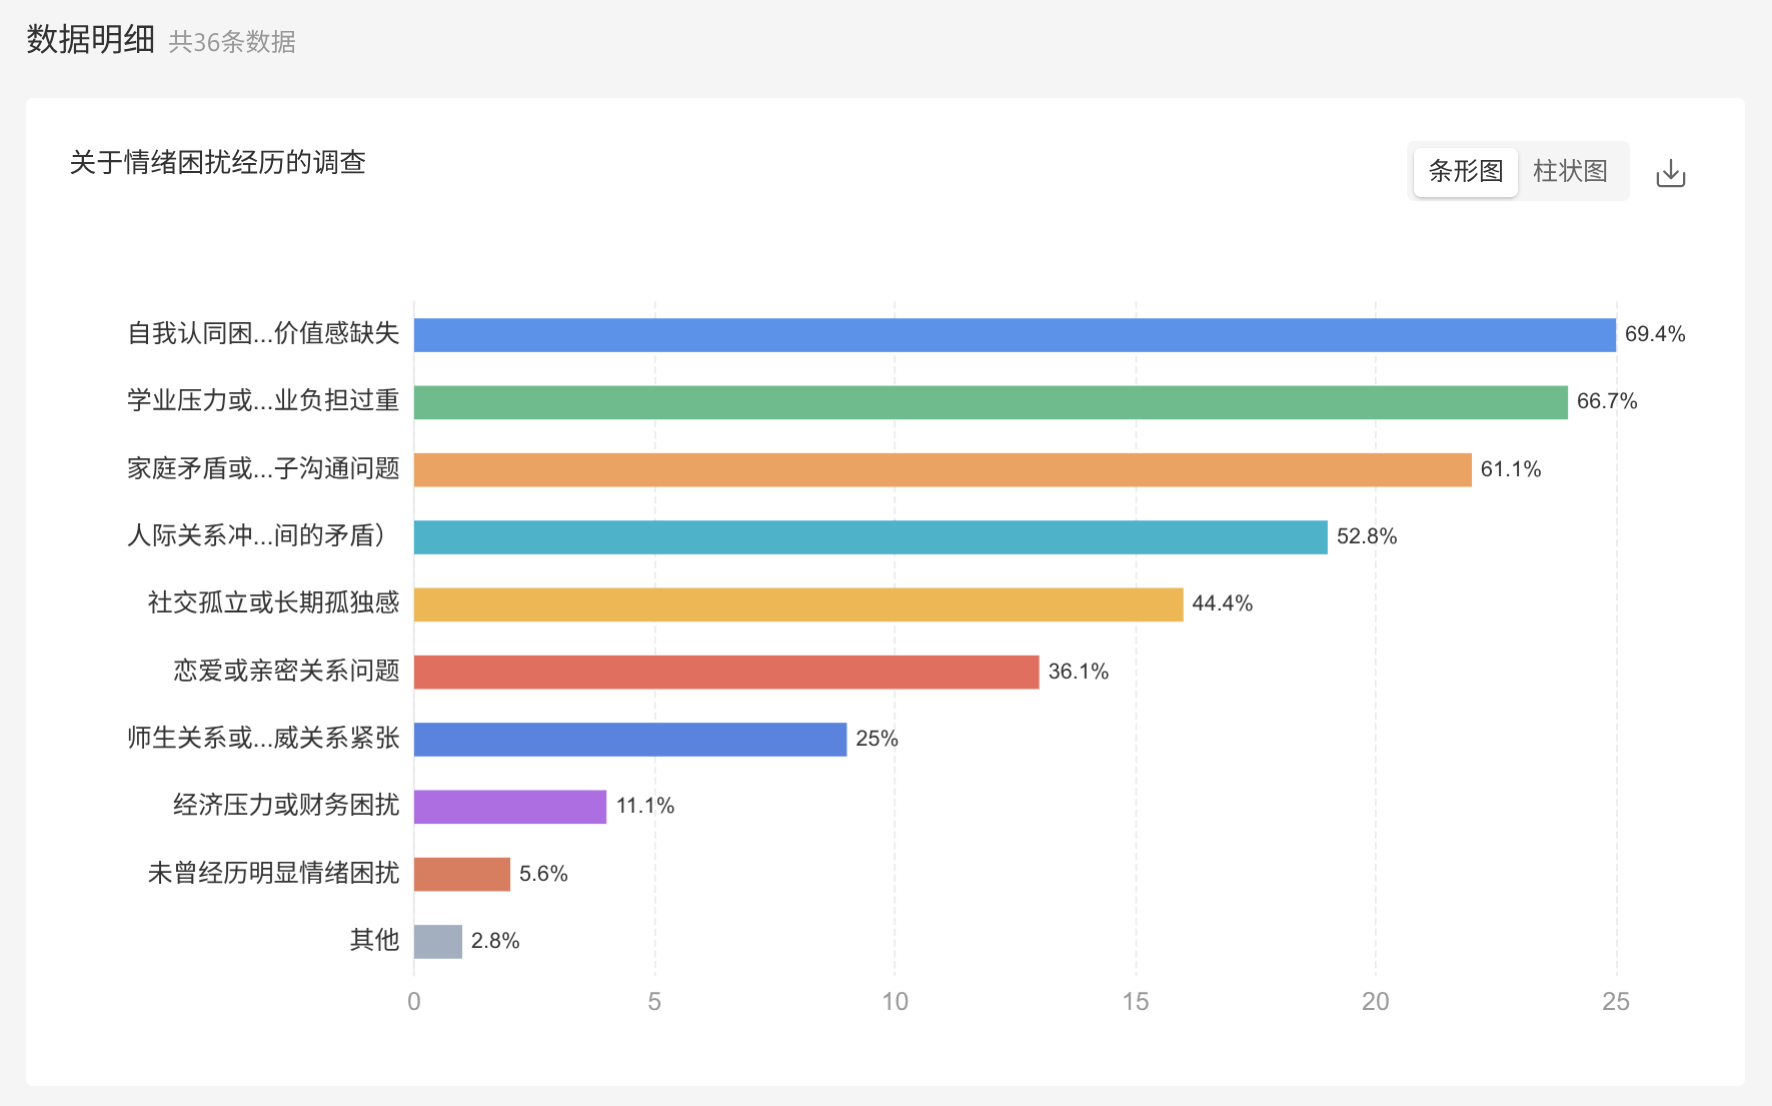 数据明细 共36条数据
关于情绪困扰经历的调查
条形图 柱状图
自我认同困...价值感缺失 69.4%
学业压力或...业负担过重 66.7%
家庭矛盾或...子沟通问题 61.1%
人际关系冲...间的矛盾） 52.8%
社交孤立或长期孤独感 44.4%
恋爱或亲密关系问题 36.1%
师生关系或...威关系紧张 25%
经济压力或财务困扰 11.1%
未曾经历明显情绪困扰 5.6%
其他 2.8%
0 5 10 15 20 25